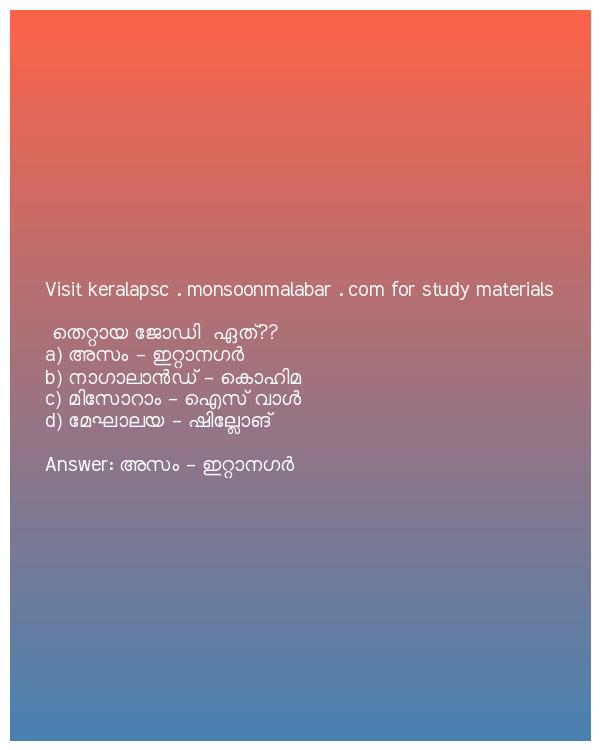 Visit keralapsc . monsoonmalabar . com for study materials
തെറ്റായ ജോഡി ഏത്??
a) അസം – ഇറ്റാനഗർ
b) നാഗാലാൻഡ് – കൊഹിമ
c) മിസോറാം – ഐസ് വാൾ
d) മേഘാലയ – ഷില്ലോങ്
Answer: അസം – ഇറ്റാനഗർ